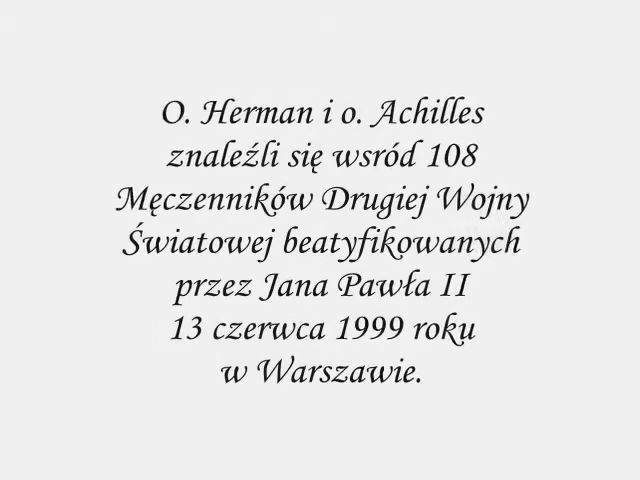 O. Herman i o. Achilles
znaleźli się wsród 108
Męczenników Drugiej Wojny
Światowej beatyfikowanych
przez Jana Pawła II
13 czerwca 1999 roku
w Warszawie.